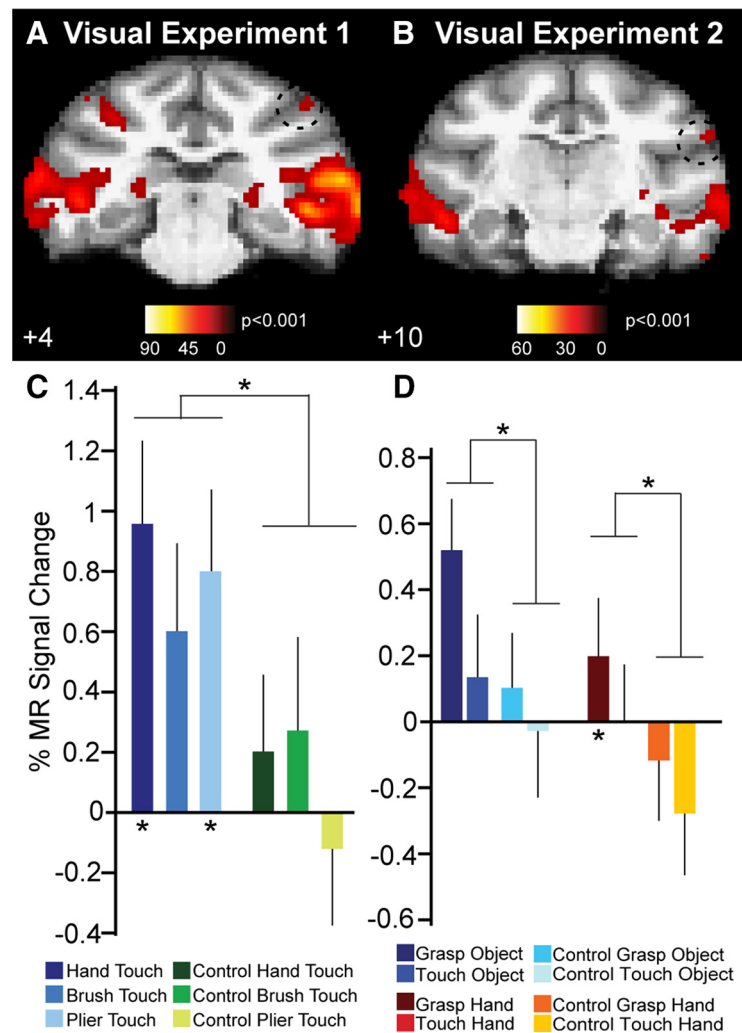 A Visual Experiment 1
B Visual Experiment 2
+4
90 45 0
p<0.001
+10
60 30 0
p<0.001
C
% MR Signal Change
1.4
1.2
1
0.8
0.6
0.4
0.2
0
-0.2
-0.4
*
*
*
Hand Touch
Brush Touch
Plier Touch
Control Hand Touch
Control Brush Touch
Control Plier Touch
D
0.8
0.6
0.4
0.2
0
-0.2
-0.4
-0.6
*
*
*
Grasp Object
Touch Object
Control Grasp Object
Control Touch Object
Grasp Hand
Touch Hand
Control Grasp Hand
Control Touch Hand